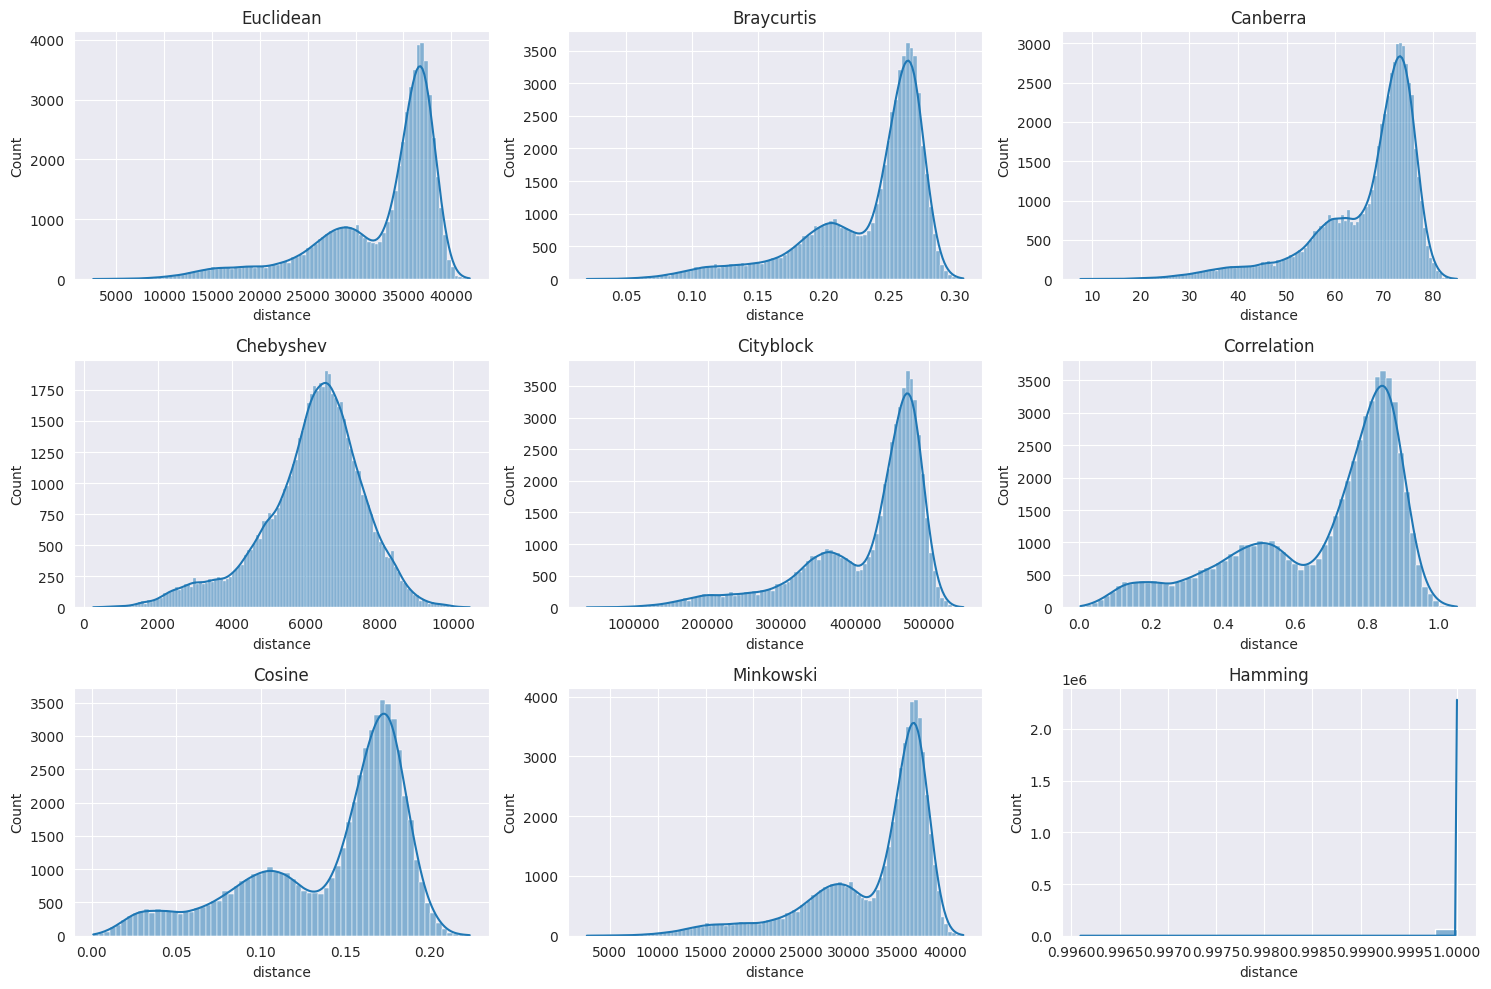 Euclidean
Count
4000
3000
2000
1000
0
5000 10000 15000 20000 25000 30000 35000 40000
distance
Braycurtis
Count
3500
3000
2500
2000
1500
1000
500
0
0.05 0.10 0.15 0.20 0.25 0.30
distance
Canberra
Count
3000
2500
2000
1500
1000
500
0
10 20 30 40 50 60 70 80
distance
Chebyshev
Count
1750
1500
1250
1000
750
500
250
0
0 2000 4000 6000 8000 10000
distance
Cityblock
Count
3500
3000
2500
2000
1500
1000
500
0
100000 200000 300000 400000 500000
distance
Correlation
Count
3500
3000
2500
2000
1500
1000
500
0
0.0 0.2 0.4 0.6 0.8 1.0
distance
Cosine
Count
3500
3000
2500
2000
1500
1000
500
0
0.00 0.05 0.10 0.15 0.20
distance
Minkowski
Count
4000
3000
2000
1000
0
5000 10000 15000 20000 25000 30000 35000 40000
distance
Hamming
1e6
Count
2.0
1.5
1.0
0.5
0.0
0.9960 0.9965 0.9970 0.9975 0.9980 0.9985 0.9990 0.9995 1.0000
distance